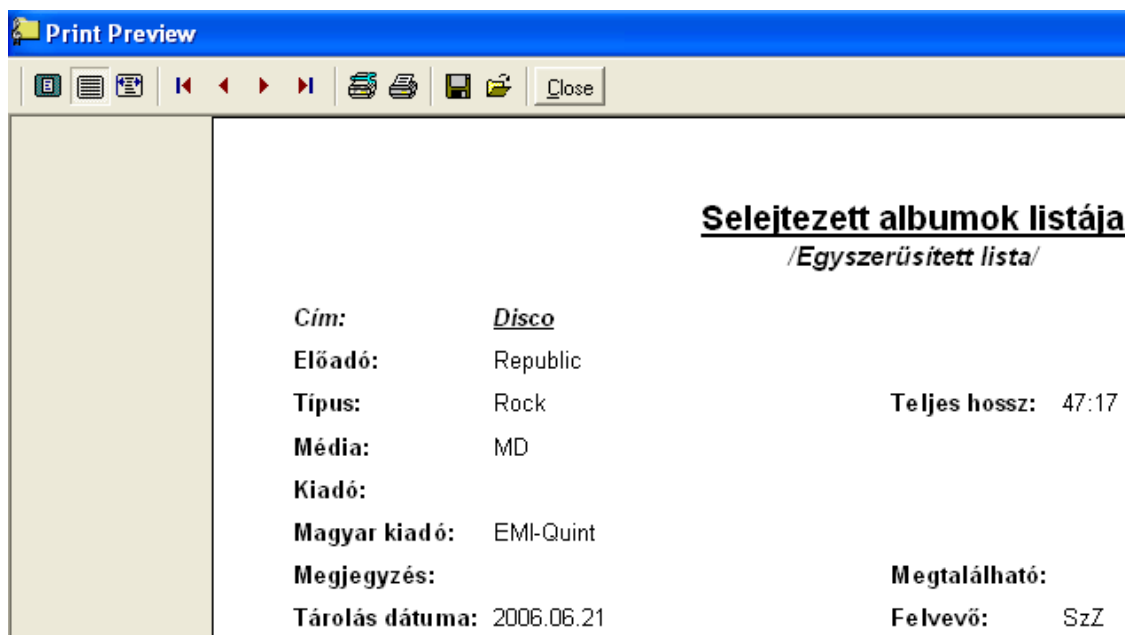 Print Preview
Close
Selejtezett albumok listája
/Egyszerűsített lista/
Cím: Disco
Előadó: Republic
Típus: Rock Teljes hossz: 47:17
Média: MD
Kiadó:
Magyar kiadó: EMI-Quint
Megjegyzés: Megtalálható:
Tárolás dátuma: 2006.06.21 Felvevő: SzZ